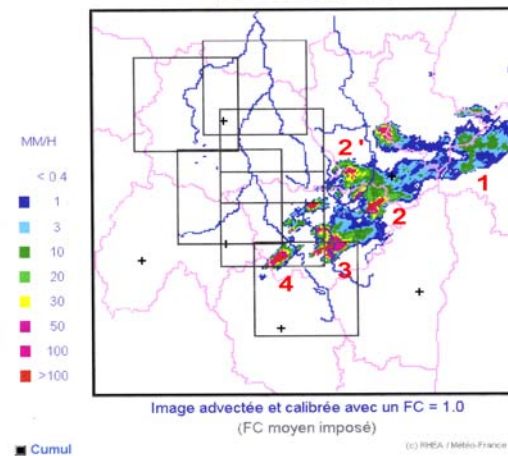 MM/H
< 0.4
1
3
10
20
30
50
100
>100
2'
1
2
3
4
Image advectée et calibrée avec un FC = 1.0
(FC moyen imposé)
(c) RHEA / Météo-France
Cumul